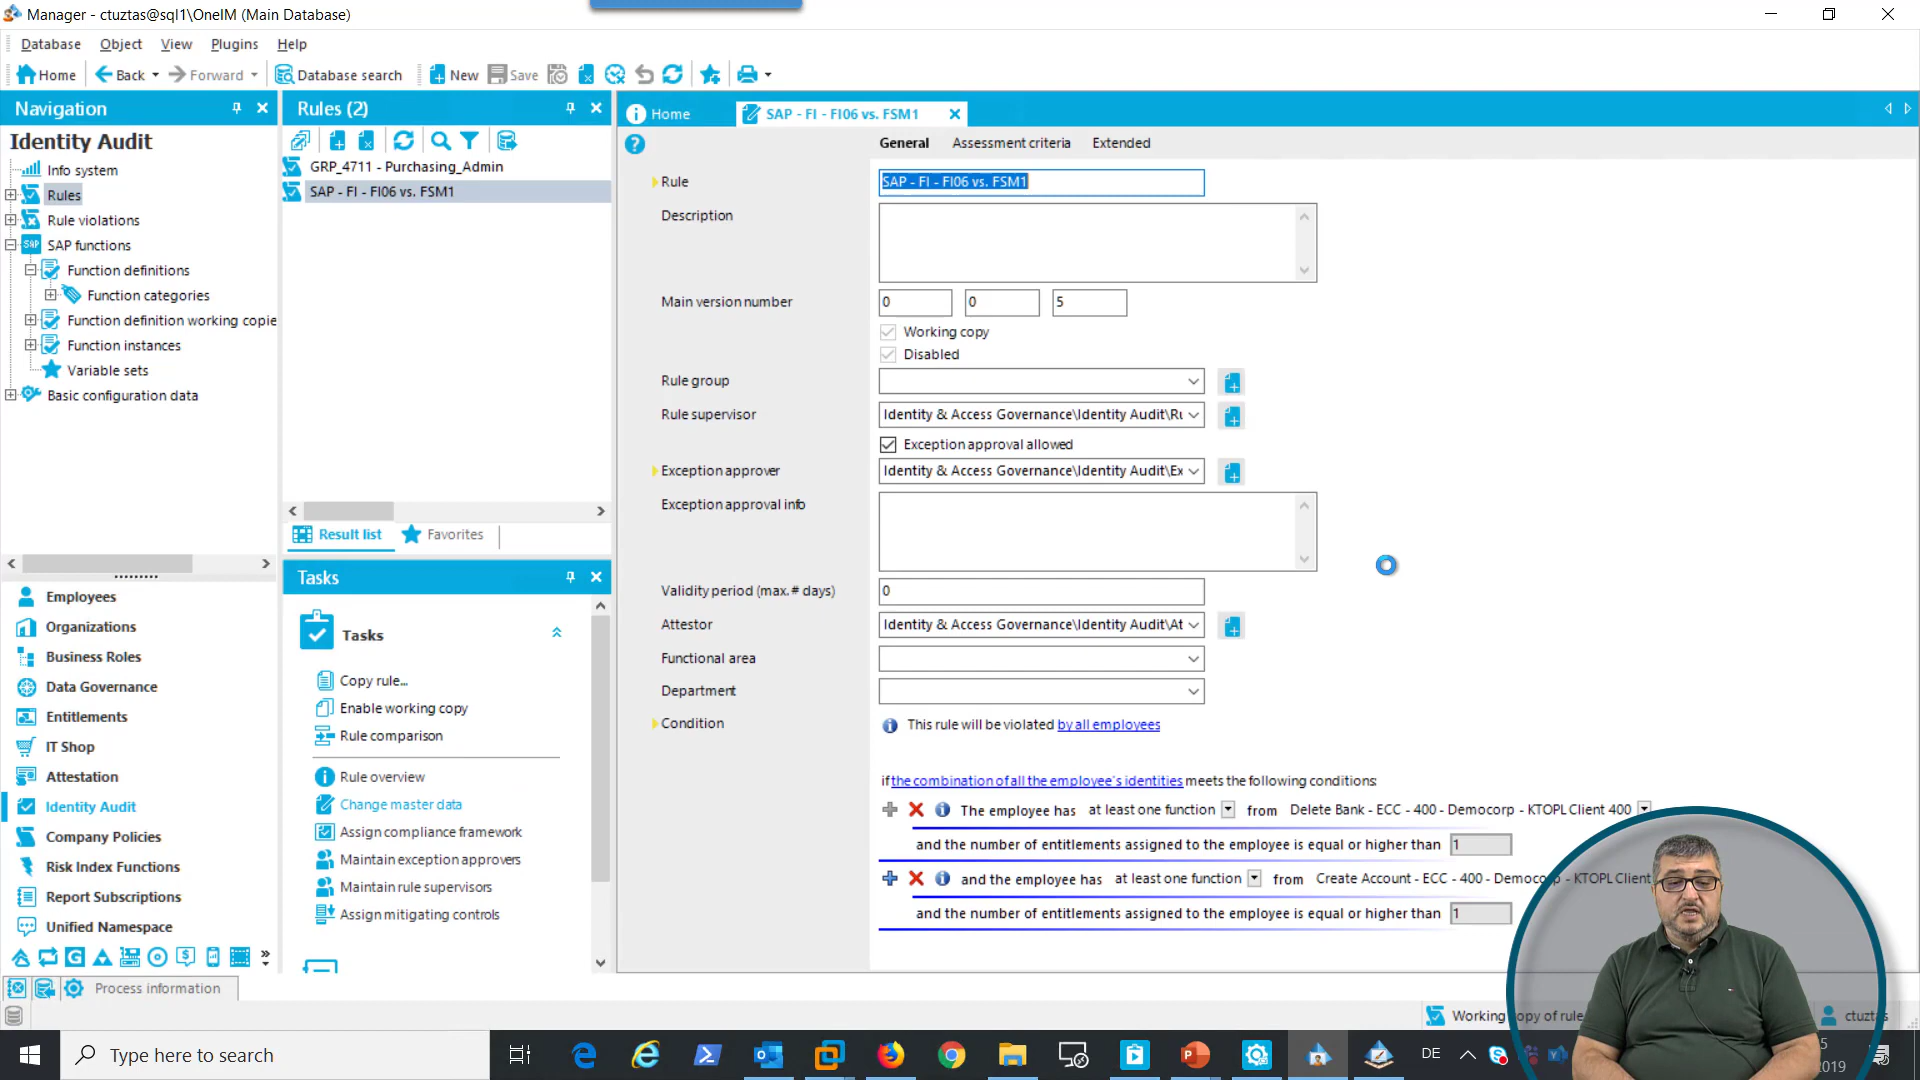 Manager - ctuztas@sql1\OneIM (Main Database)
Database Object View Plugins Help
Home Back Forward Database search New Save
Navigation
Identity Audit
Info system
Rules
Rule violations
SAP SAP functions
Function definitions
Function categories
Function definition working copie
Function instances
Variable sets
Basic configuration data
Employees
Organizations
Business Roles
Data Governance
Entitlements
IT Shop
Attestation
Identity Audit
Company Policies
Risk Index Functions
Report Subscriptions
Unified Namespace
Process information
Rules (2)
GRP_4711 - Purchasing_Admin
SAP - FI - FI06 vs. FSM1
Result list Favorites
Tasks
Tasks
Copy rule...
Enable working copy
Rule comparison
Rule overview
Change master data
Assign compliance framework
Maintain exception approvers
Maintain rule supervisors
Assign mitigating controls
Home SAP - FI - FI06 vs. FSM1
General Assessment criteria Extended
Rule SAP - FI - FI06 vs. FSM1
Description
Main version number 0 0 5
Working copy
Disabled
Rule group
Rule supervisor Identity & Access Governance\Identity Audit\Ru
Exception approval allowed
Exception approver Identity & Access Governance\Identity Audit\Ex
Exception approval info
Validity period (max. # days) 0
Attestor Identity & Access Governance\Identity Audit\At
Functional area
Department
Condition This rule will be violated by all employees
if the combination of all the employee's identities meets the following conditions:
The employee has at least one function from Delete Bank - ECC - 400 - Democorp - KTOPL Client 400
and the number of entitlements assigned to the employee is equal or higher than 1
and the employee has at least one function from Create Account - ECC - 400 - Democorp - KTOPL Client
and the number of entitlements assigned to the employee is equal or higher than 1
Working copy of rule ctuztas
Type here to search
DE
5
2019